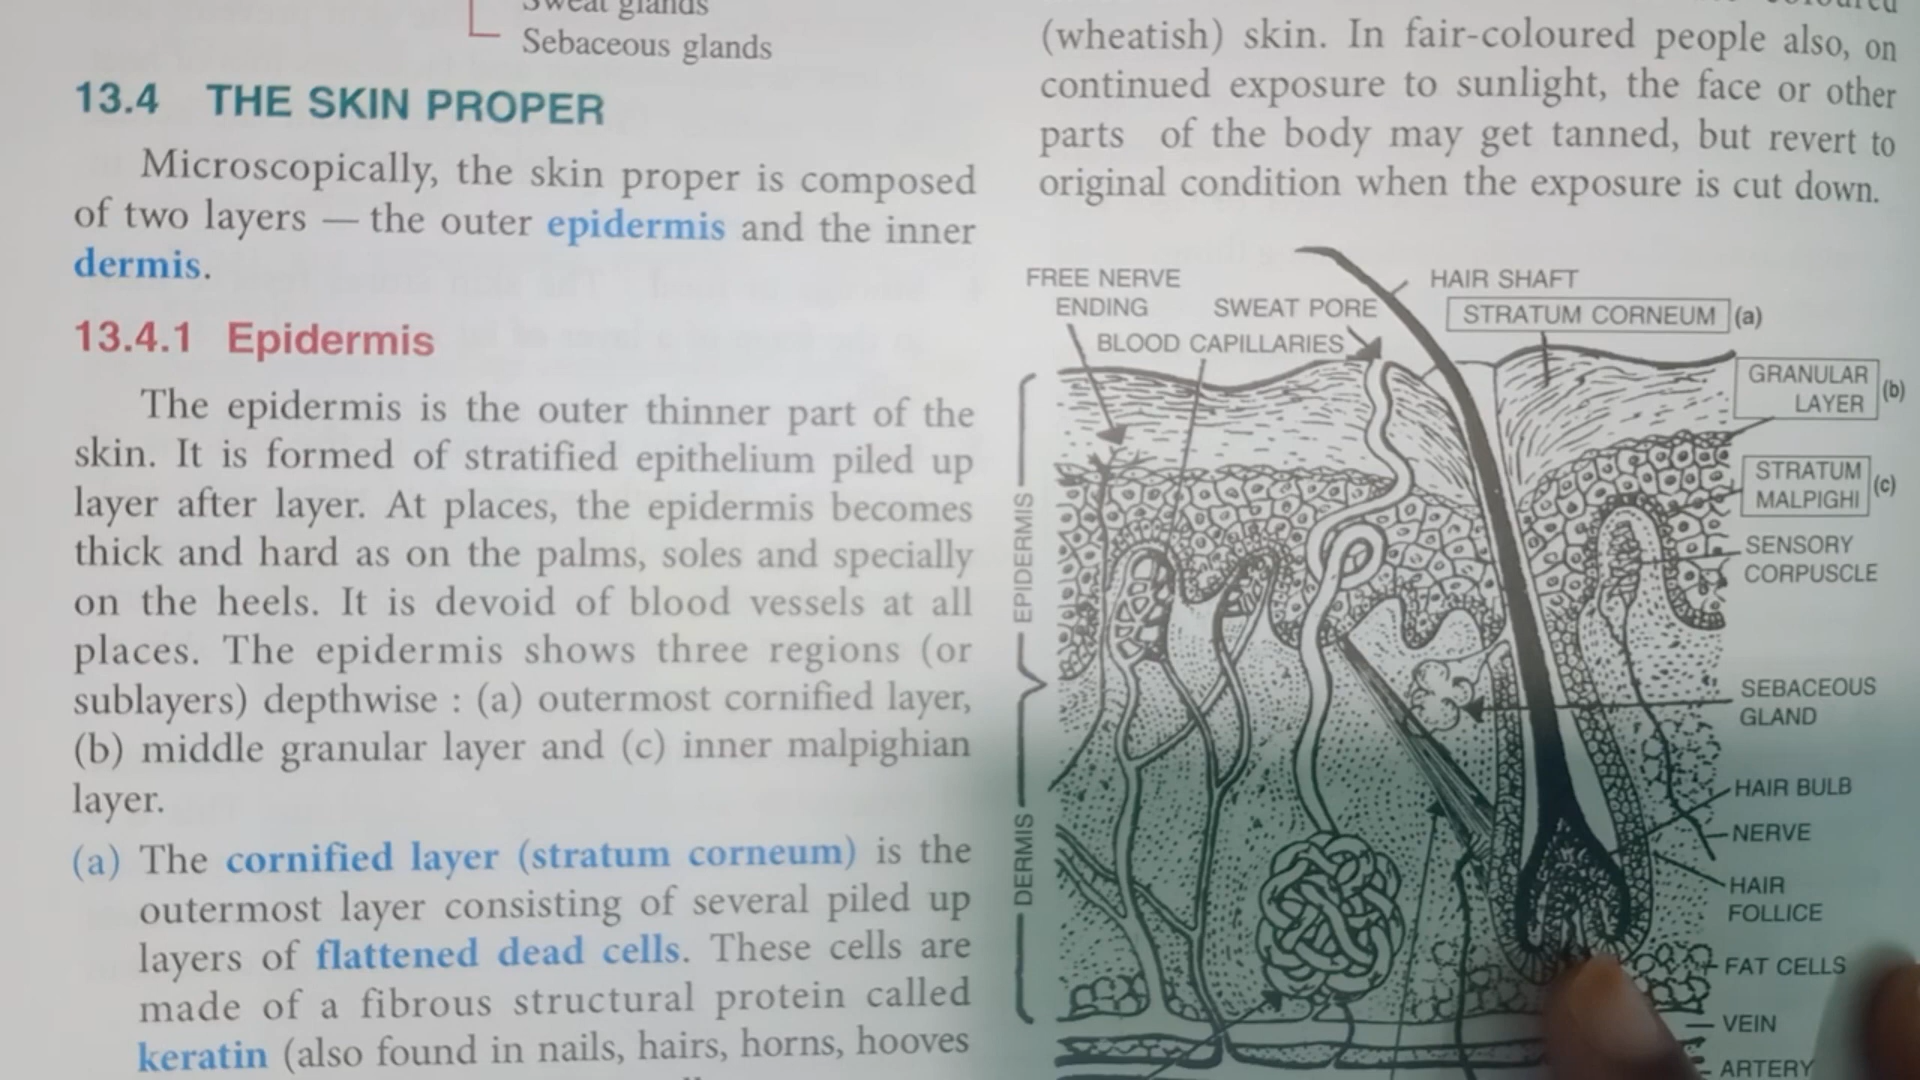 Sweat glands
Sebaceous glands
13.4 THE SKIN PROPER
Microscopically, the skin proper is composed
of two layers — the outer epidermis and the inner
dermis.
13.4.1 Epidermis
The epidermis is the outer thinner part of the
skin. It is formed of stratified epithelium piled up
layer after layer. At places, the epidermis becomes
thick and hard as on the palms, soles and specially
on the heels. It is devoid of blood vessels at all
places. The epidermis shows three regions (or
sublayers) depthwise : (a) outermost cornified layer,
(b) middle granular layer and (c) inner malpighian
layer.
(a) The cornified layer (stratum corneum) is the
outermost layer consisting of several piled up
layers of flattened dead cells. These cells are
made of a fibrous structural protein called
keratin (also found in nails, hairs, horns, hooves
(wheatish) skin. In fair-coloured people also, on
continued exposure to sunlight, the face or other
parts of the body may get tanned, but revert to
original condition when the exposure is cut down.
FREE NERVE
ENDING
SWEAT PORE
BLOOD CAPILLARIES
HAIR SHAFT
STRATUM CORNEUM (a)
GRANULAR
LAYER (b)
STRATUM
MALPIGHI (c)
SENSORY
CORPUSCLE
SEBACEOUS
GLAND
HAIR BULB
NERVE
HAIR
FOLLICE
FAT CELLS
VEIN
ARTERY
EPIDERMIS
DERMIS